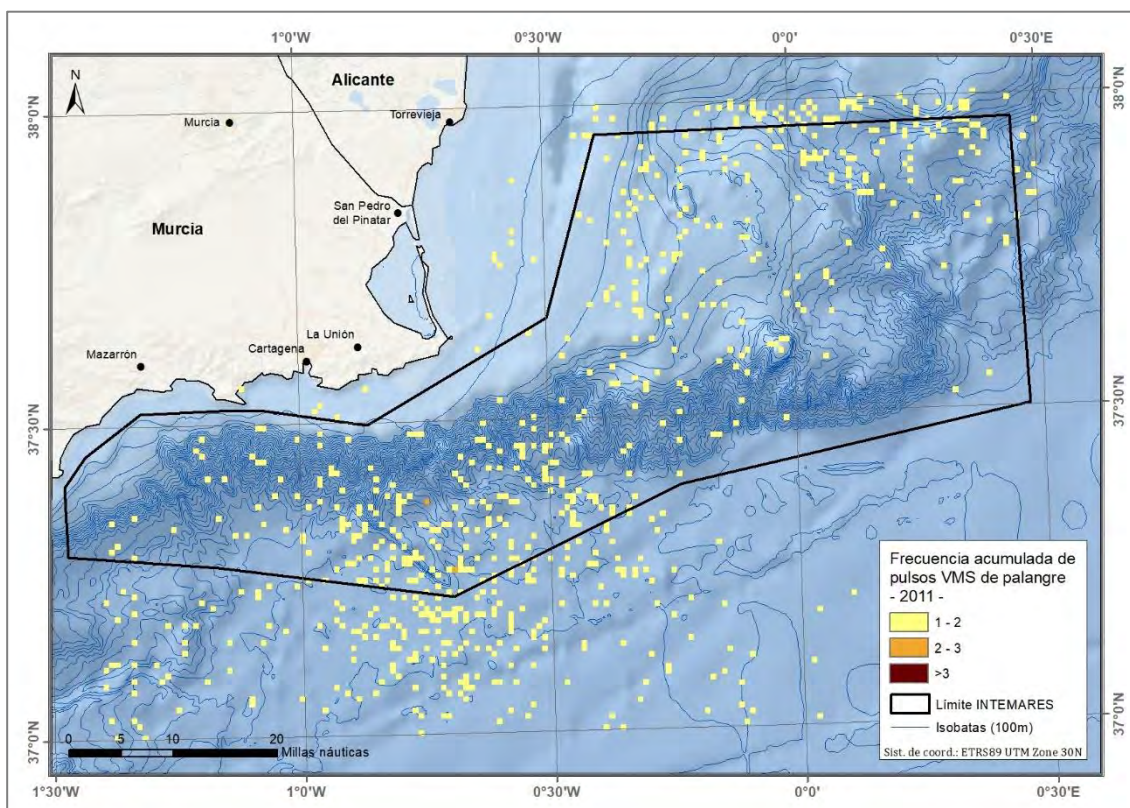 1°0'W
0°30'W
0°0'
0°30'E
N
Alicante
Murcia
Torrevieja
38°0'N
38°0'N
San Pedro
del Pinatar
Murcia
La Unión
Cartagena
Mazarrón
37°30'N
37°30'N
Frecuencia acumulada de
pulsos VMS de palangre
- 2011 -
1 - 2
2 - 3
>3
Límite INTEMARES
Isobatas (100m)
Sist. de coord.: ETRS89 UTM Zone 30N
37°0'N
37°0'N
0 5 10 20
Millas náuticas
1°30'W
1°0'W
0°30'W
0°0'
0°30'E